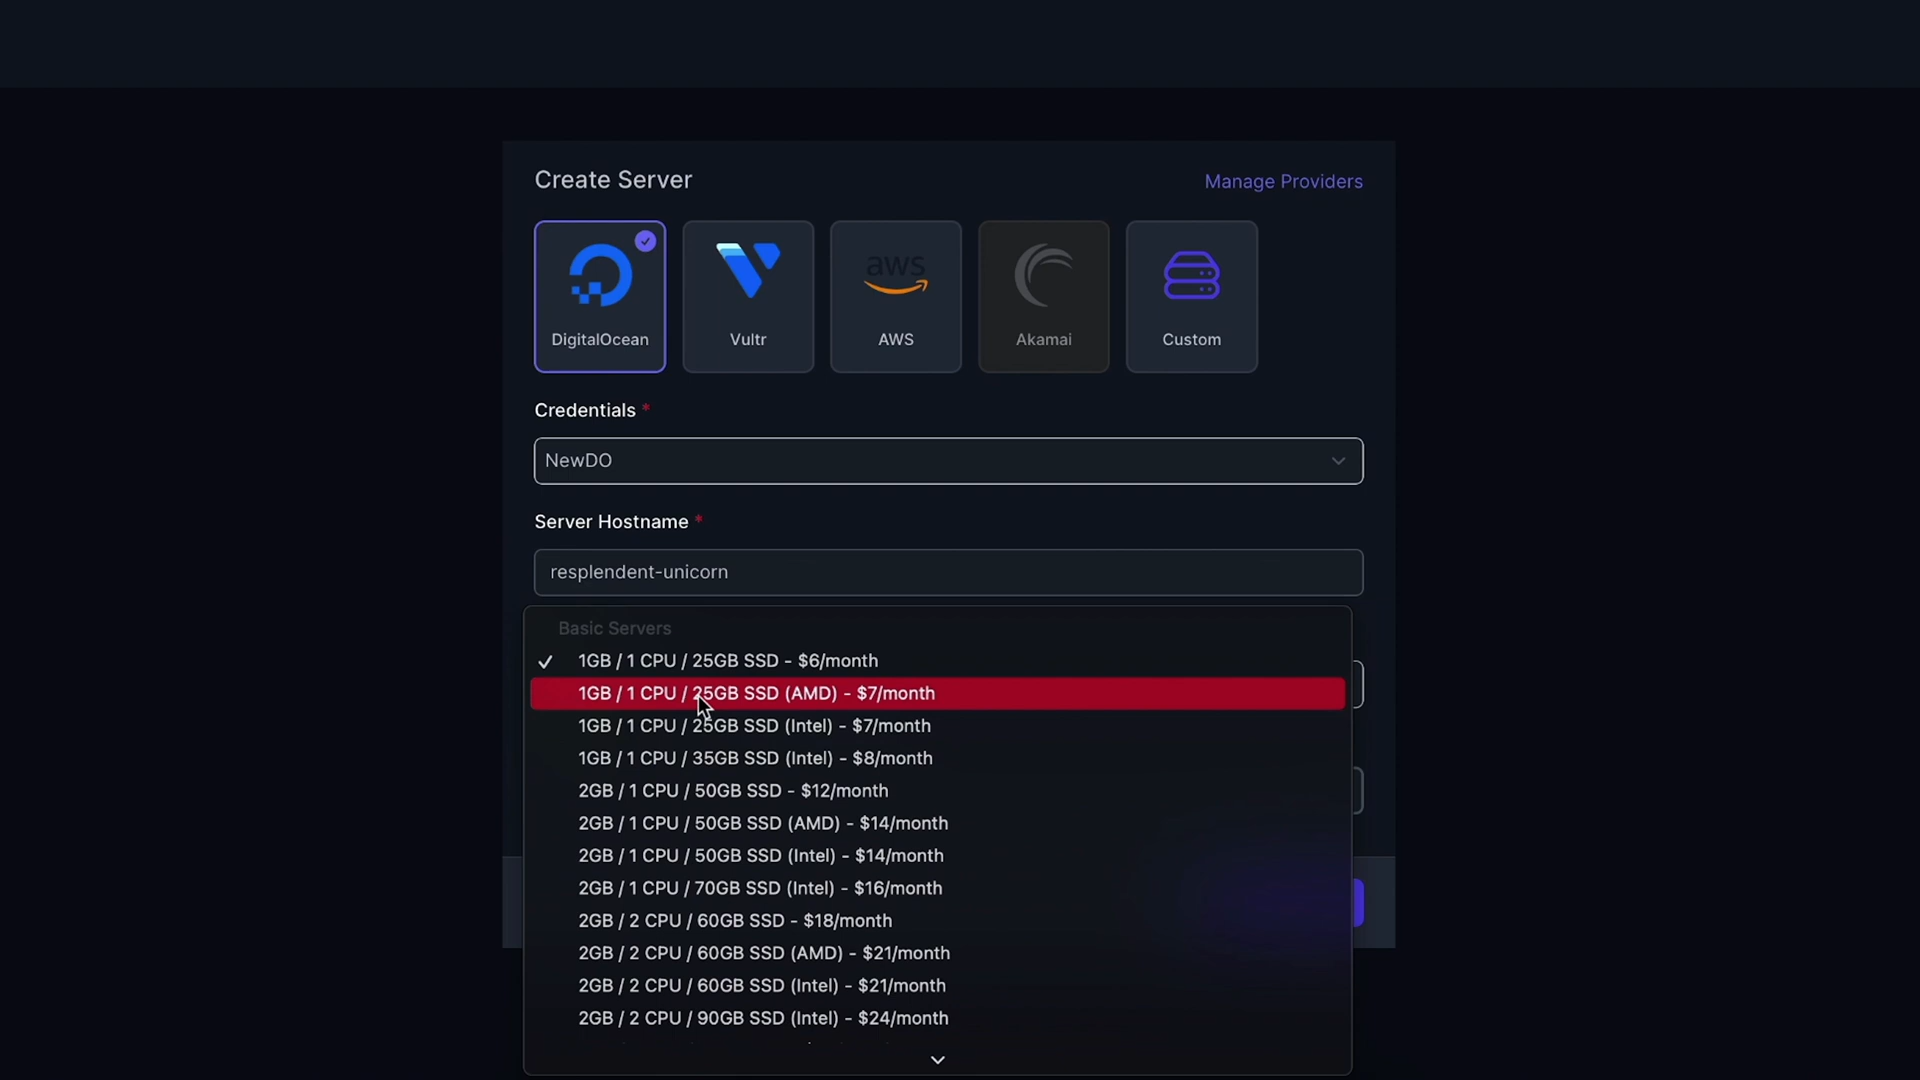 Create Server
Manage Providers
DigitalOcean
Vultr
aws
AWS
Akamai
Custom
Credentials *
NewDO
Server Hostname *
resplendent-unicorn
Basic Servers
1GB / 1 CPU / 25GB SSD - $6/month
1GB / 1 CPU / 25GB SSD (AMD) - $7/month
1GB / 1 CPU / 25GB SSD (Intel) - $7/month
1GB / 1 CPU / 35GB SSD (Intel) - $8/month
2GB / 1 CPU / 50GB SSD - $12/month
2GB / 1 CPU / 50GB SSD (AMD) - $14/month
2GB / 1 CPU / 50GB SSD (Intel) - $14/month
2GB / 1 CPU / 70GB SSD (Intel) - $16/month
2GB / 2 CPU / 60GB SSD - $18/month
2GB / 2 CPU / 60GB SSD (AMD) - $21/month
2GB / 2 CPU / 60GB SSD (Intel) - $21/month
2GB / 2 CPU / 90GB SSD (Intel) - $24/month